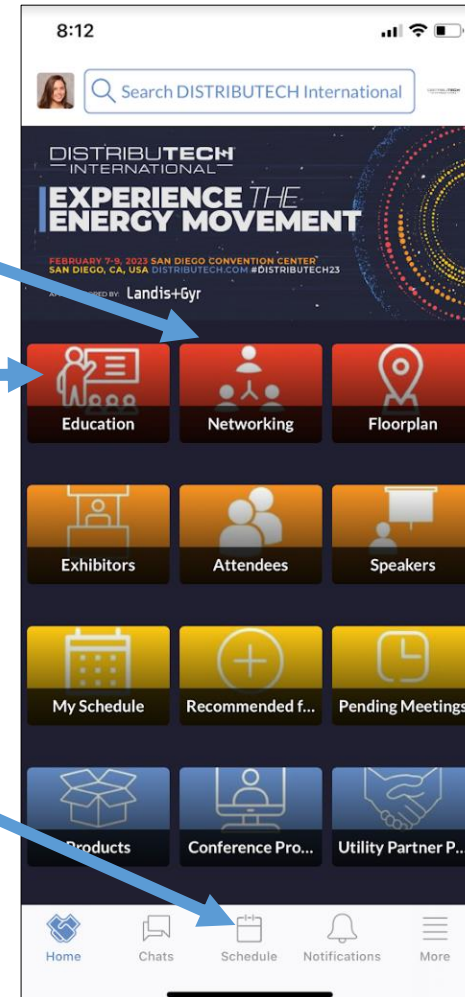 8:12
Search DISTRIBUTECH International
DISTRIBUTECH
INTERNATIONAL
EXPERIENCE THE
ENERGY MOVEMENT
FEBRUARY 7-9, 2023 SAN DIEGO CONVENTION CENTER
SAN DIEGO, CA, USA DISTRIBUTECH.COM #DISTRIBUTECH23
BY: Landis+Gyr
Education Networking Floorplan
Exhibitors Attendees Speakers
My Schedule Recommended f... Pending Meetings
Products Conference Pro... Utility Partner P...
Home Chats Schedule Notifications More